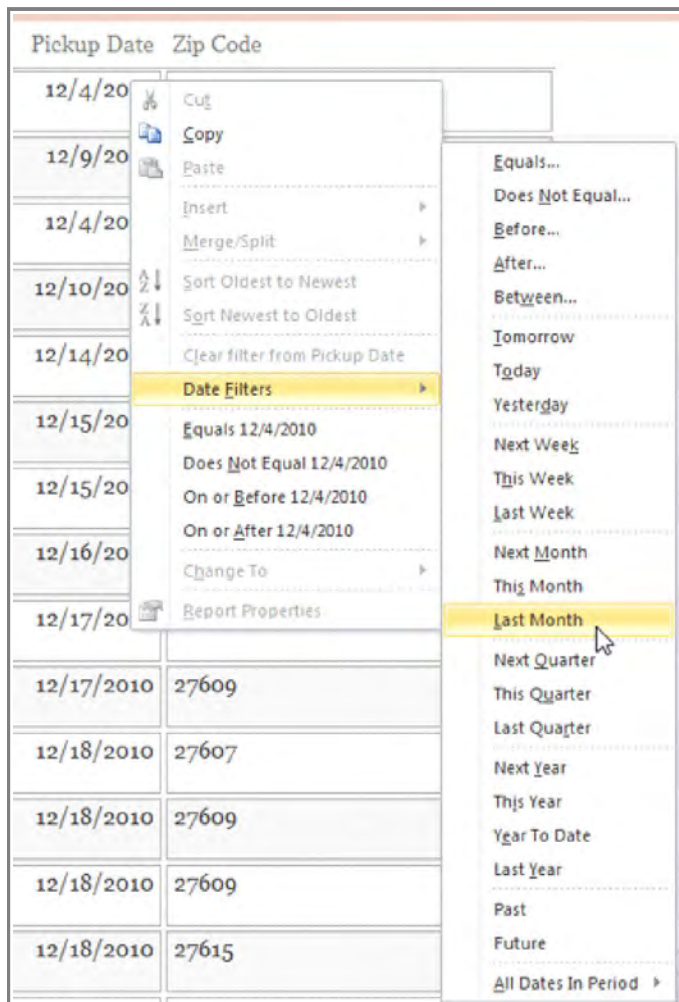 Pickup Date Zip Code
12/4/20
12/9/20
12/4/20
12/10/20
12/14/20
12/15/20
12/15/20
12/16/20
12/17/20
12/17/2010 27609
12/18/2010 27607
12/18/2010 27609
12/18/2010 27609
12/18/2010 27615
Cut
Copy
Paste
Insert
Merge/Split
Sort Oldest to Newest
Sort Newest to Oldest
Clear filter from Pickup Date
Date Filters
Equals 12/4/2010
Does Not Equal 12/4/2010
On or Before 12/4/2010
On or After 12/4/2010
Change To
Report Properties
Equals...
Does Not Equal...
Before...
After...
Between...
Tomorrow
Today
Yesterday
Next Week
This Week
Last Week
Next Month
This Month
Last Month
Next Quarter
This Quarter
Last Quarter
Next Year
This Year
Year To Date
Last Year
Past
Future
All Dates In Period